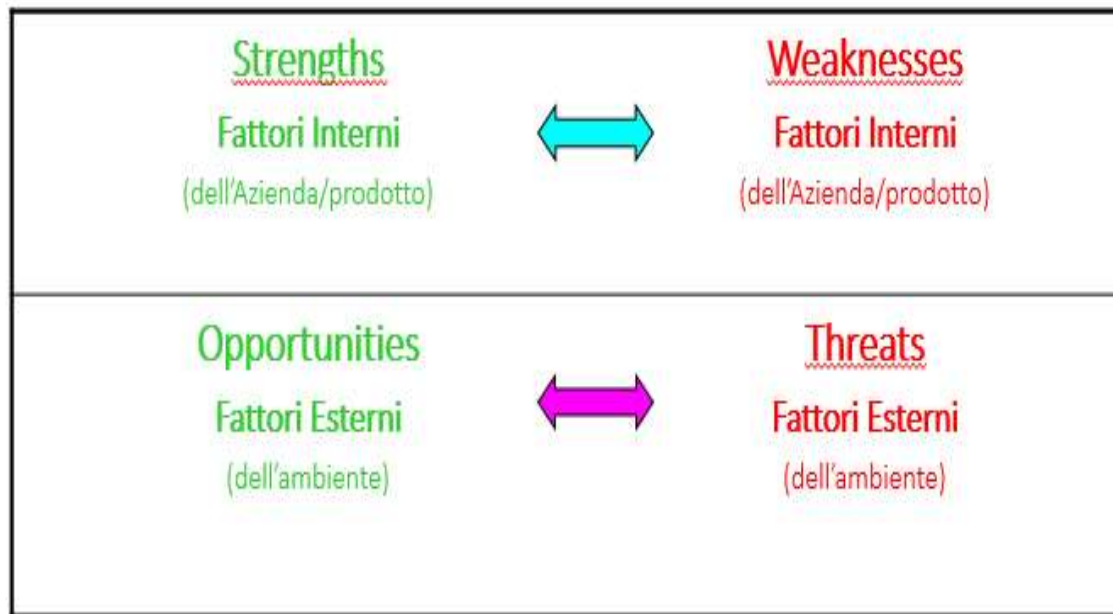 Strengths
Fattori Interni
(dell'Azienda/prodotto)
Weaknesses
Fattori Interni
(dell'Azienda/prodotto)
Opportunities
Fattori Esterni
(dell'ambiente)
Threats
Fattori Esterni
(dell'ambiente)